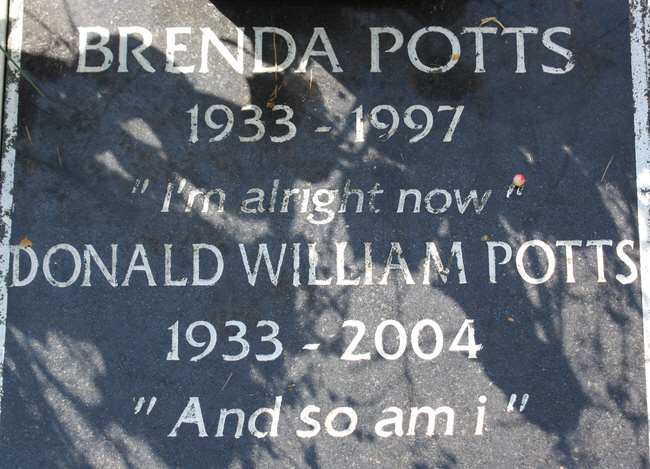 BRENDA POTTS
1933 - 1997
" I'm alright now "
DONALD WILLIAM POTTS
1933 - 2004
" And so am i "